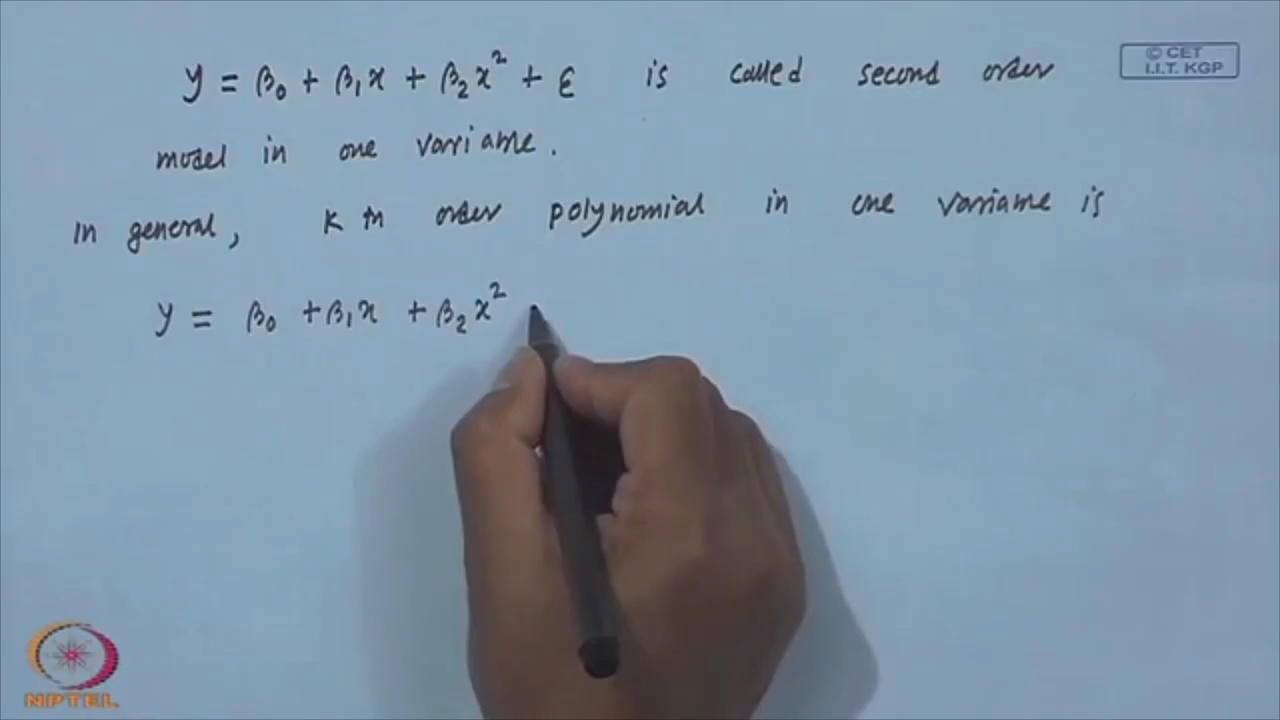 y = β₀ + β₁x + β₂x² + ε is called second order
© CET
I.I.T. KGP
model in one variable.
In general, K th order polynomial in one variable is
y = β₀ + β₁x + β₂x²
NPTEL